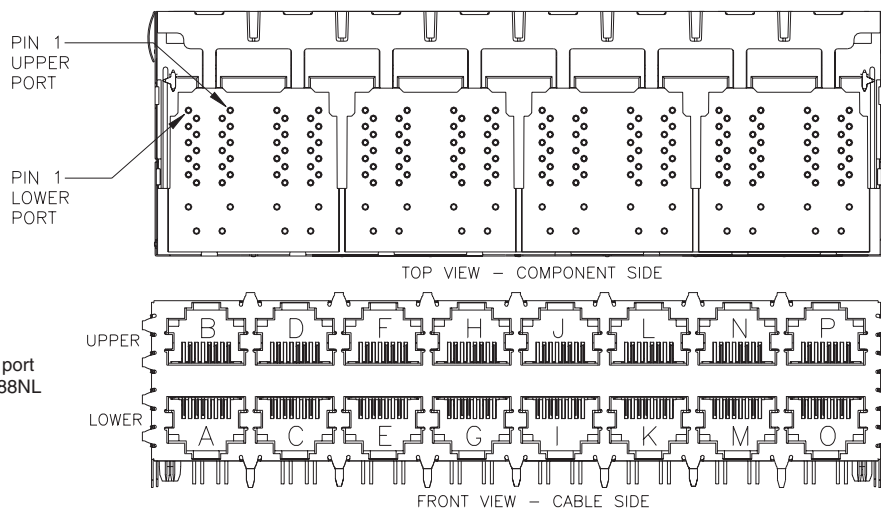 PIN 1
UPPER
PORT
PIN 1
LOWER
PORT
TOP VIEW – COMPONENT SIDE
UPPER
B D F H J L N P
port
88NL
LOWER
A C E G I K M O
FRONT VIEW – CABLE SIDE